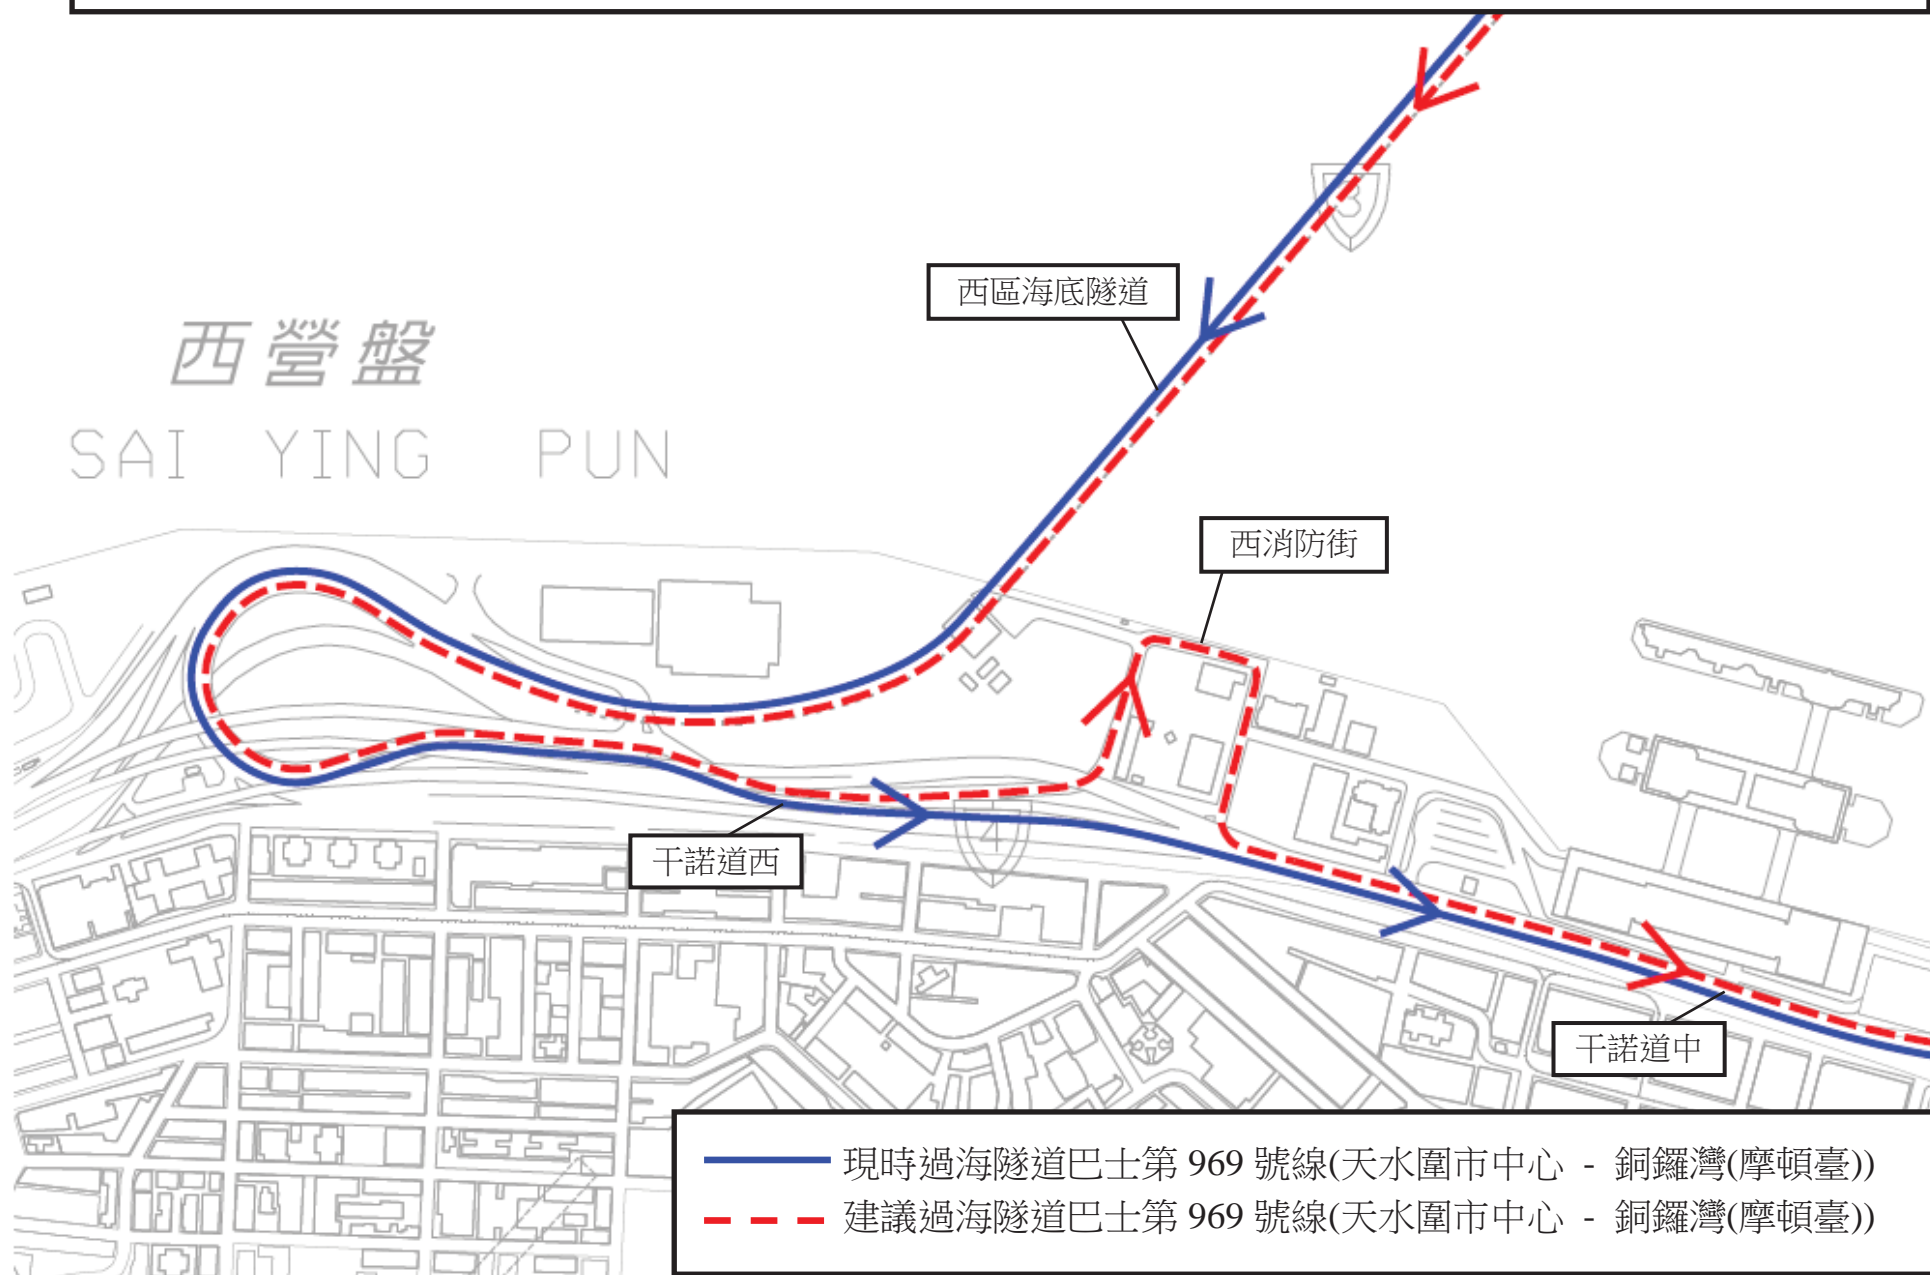 3
西區海底隧道
西營盤
SAI YING PUN
西消防街
4
干諾道西
干諾道中
現時過海隧道巴士第 969 號線(天水圍市中心 - 銅鑼灣(摩頓臺))
建議過海隧道巴士第 969 號線(天水圍市中心 - 銅鑼灣(摩頓臺))